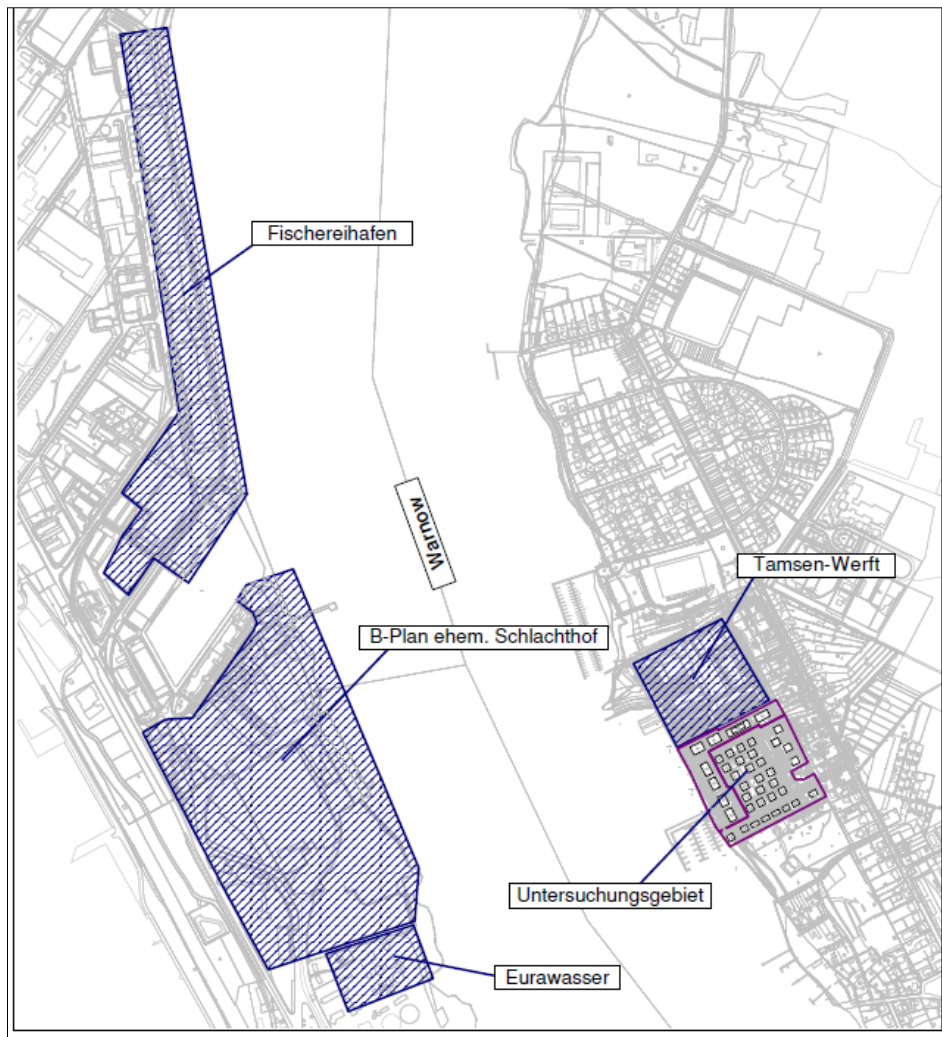 Fischereihafen
Warnow
Tamsen-Werft
B-Plan ehem. Schlachthof
Untersuchungsgebiet
Eurawasser